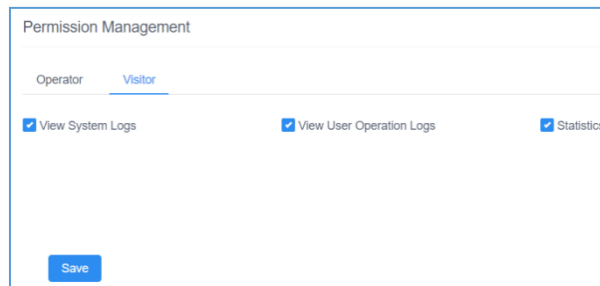 Permission Management
Operator Visitor
View System Logs View User Operation Logs Statistics
Save